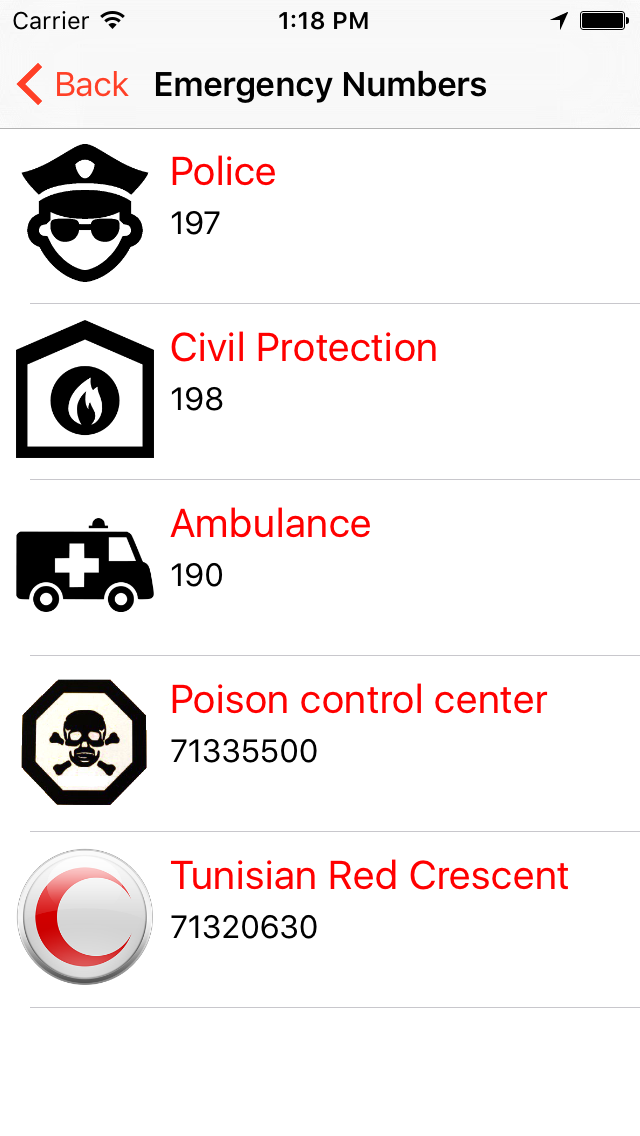 Carrier 1:18 PM
Back Emergency Numbers
Police
197
Civil Protection
198
Ambulance
190
Poison control center
71335500
Tunisian Red Crescent
71320630